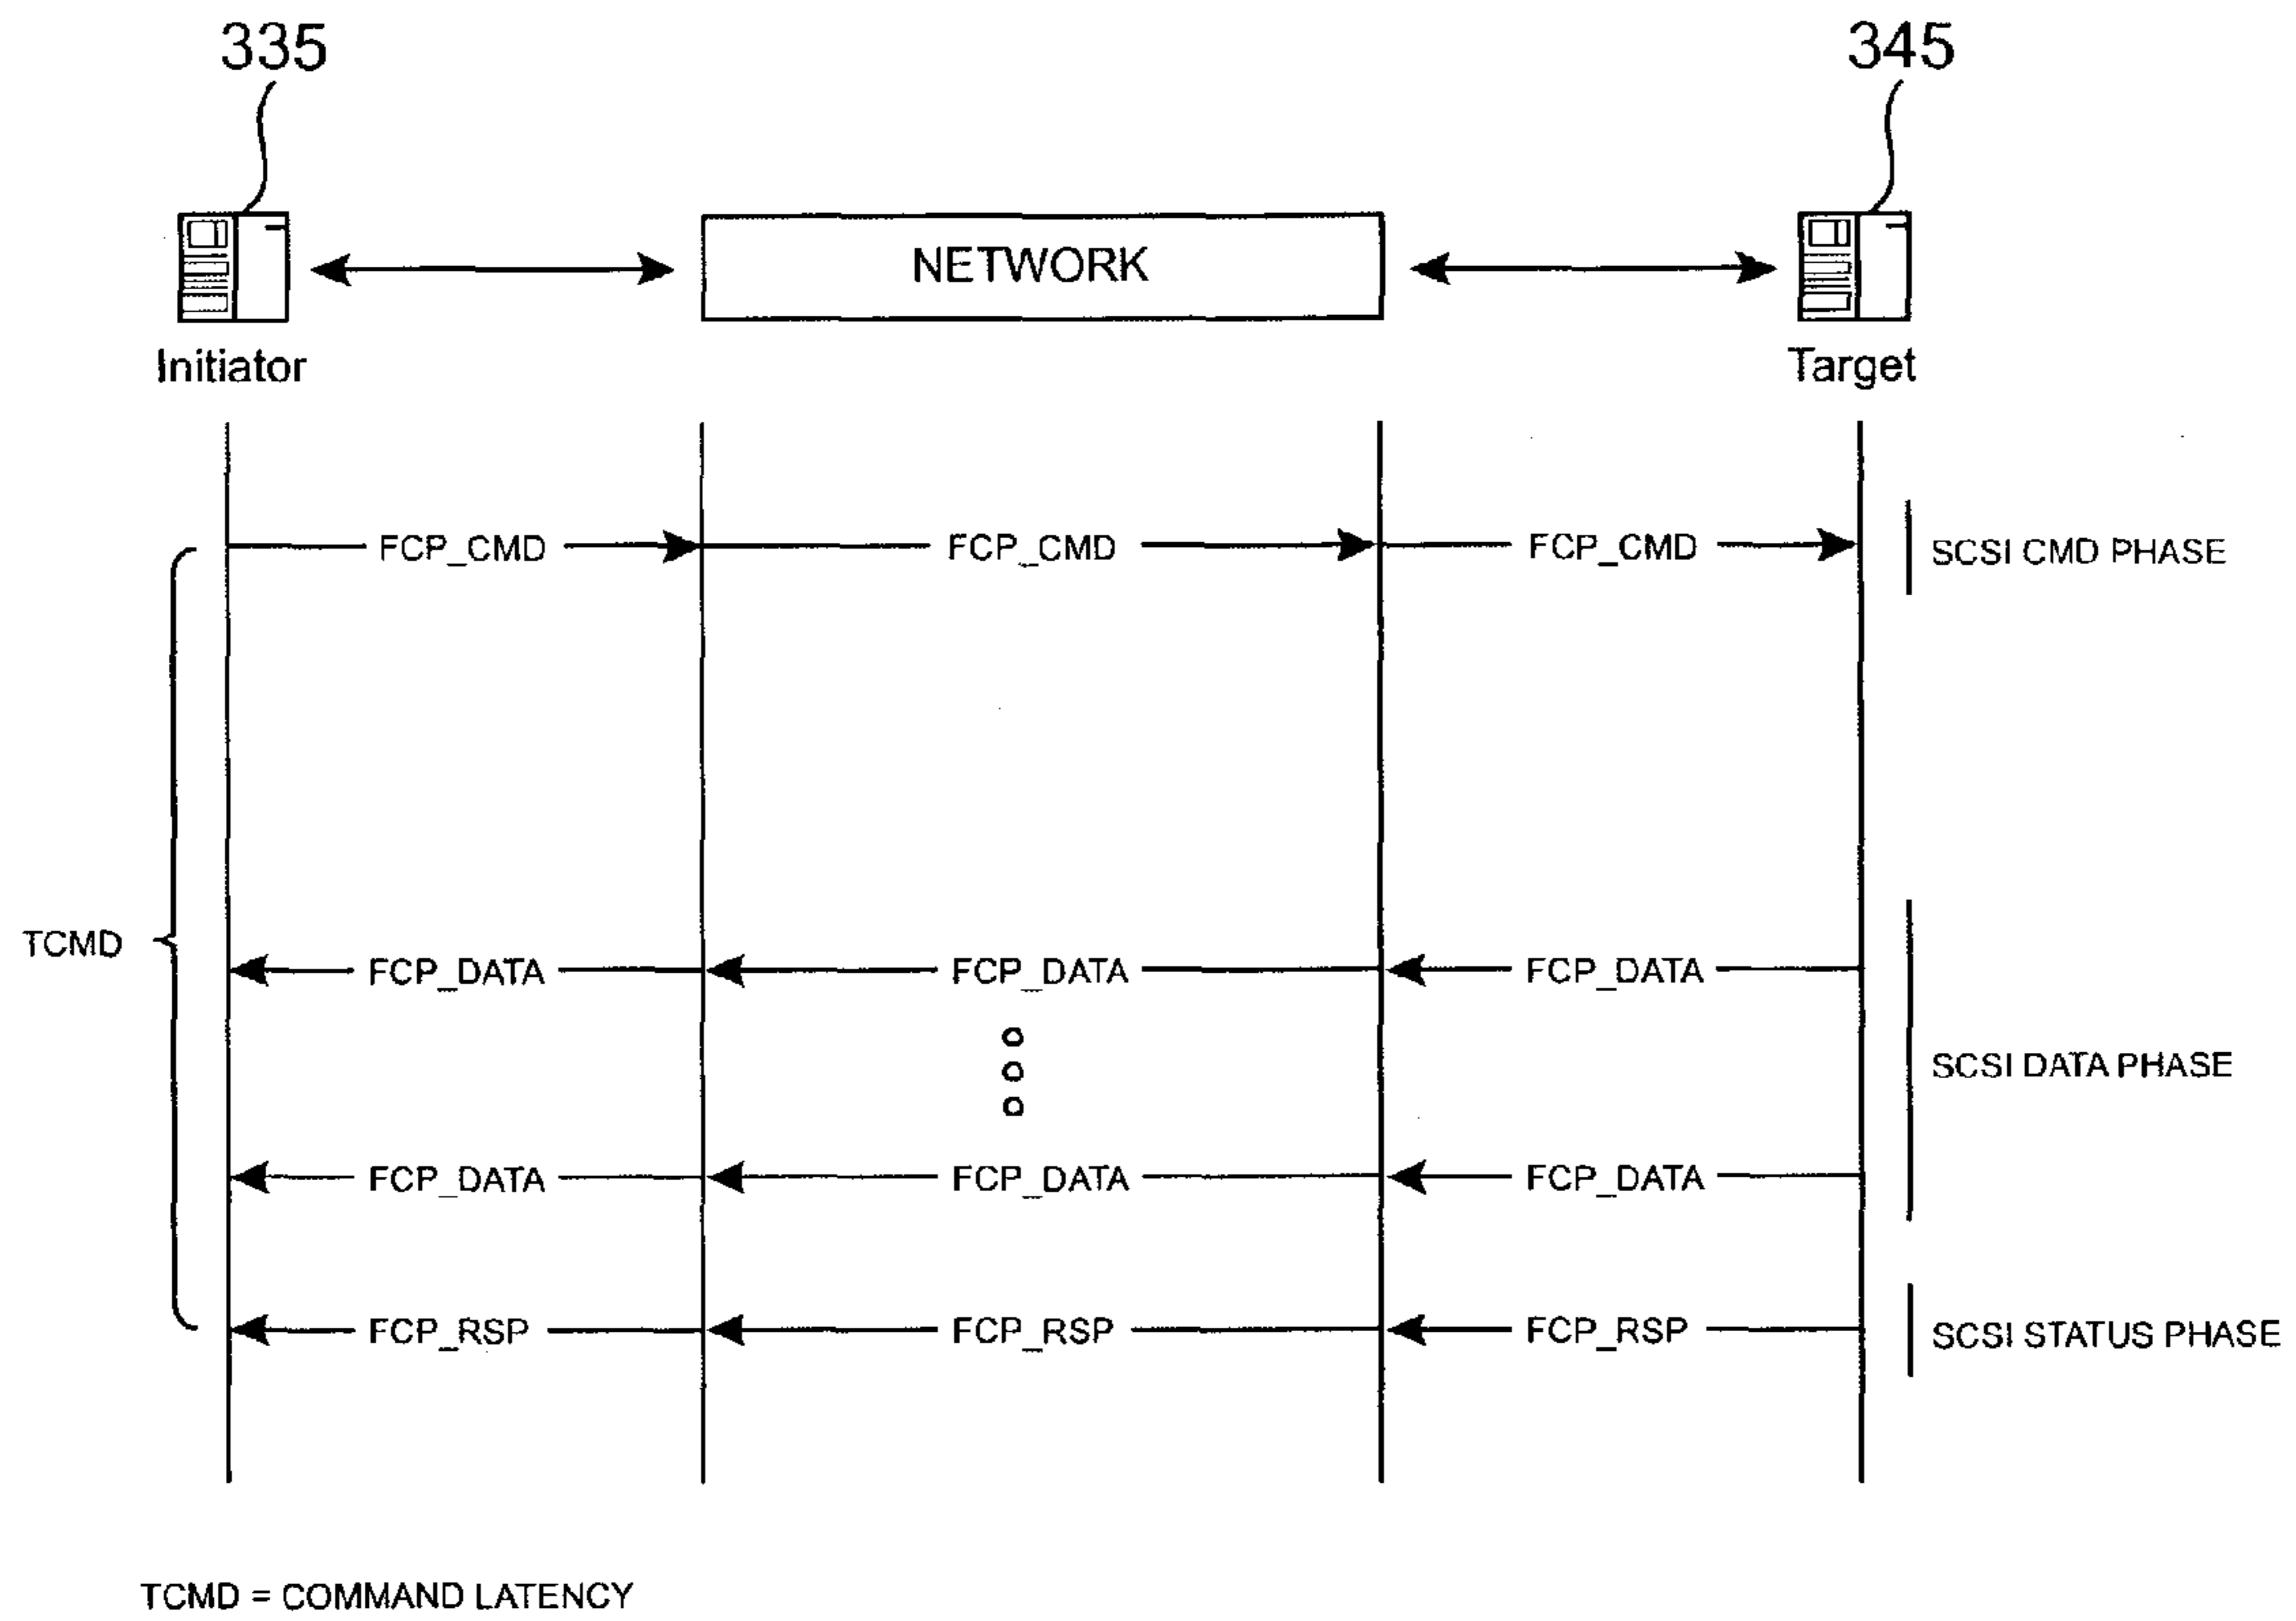 335 345
NETWORK
Initiator Target
FCP_CMD FCP_CMD FCP_CMD SCSI CMD PHASE
TCMD
FCP_DATA FCP_DATA FCP_DATA
SCSI DATA PHASE
FCP_DATA FCP_DATA FCP_DATA
FCP_RSP FCP_RSP FCP_RSP SCSI STATUS PHASE
TCMD = COMMAND LATENCY